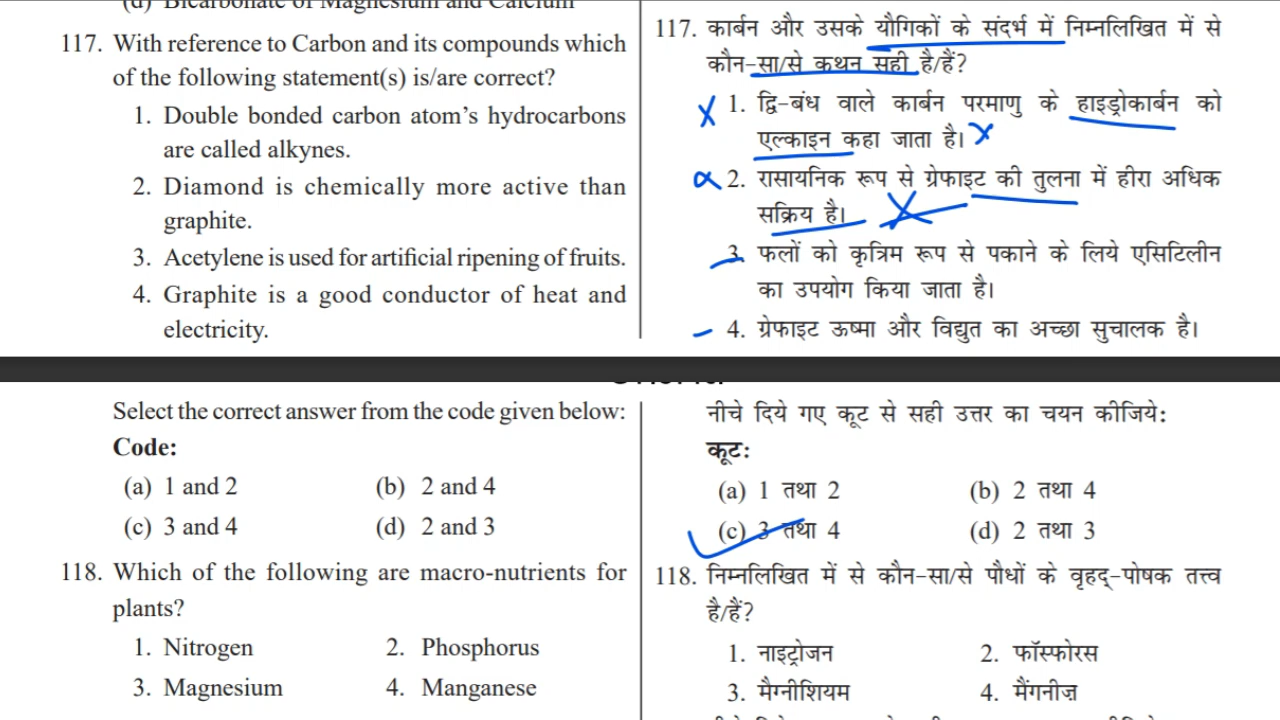 (d) Bicarbonate of Magnesium and Calcium
117. With reference to Carbon and its compounds which
of the following statement(s) is/are correct?
1. Double bonded carbon atom's hydrocarbons
are called alkynes.
2. Diamond is chemically more active than
graphite.
3. Acetylene is used for artificial ripening of fruits.
4. Graphite is a good conductor of heat and
electricity.
Select the correct answer from the code given below:
Code:
(a) 1 and 2 (b) 2 and 4
(c) 3 and 4 (d) 2 and 3
118. Which of the following are macro-nutrients for
plants?
1. Nitrogen 2. Phosphorus
3. Magnesium 4. Manganese
117. कार्बन और उसके यौगिकों के संदर्भ में निम्नलिखित में से
कौन-सा/से कथन सही है/हैं?
1. द्वि-बंध वाले कार्बन परमाणु के हाइड्रोकार्बन को
एल्काइन कहा जाता है।
2. रासायनिक रूप से ग्रेफाइट की तुलना में हीरा अधिक
सक्रिय है।
3. फलों को कृत्रिम रूप से पकाने के लिये एसिटिलीन
का उपयोग किया जाता है।
4. ग्रेफाइट ऊष्मा और विद्युत का अच्छा सुचालक है।
नीचे दिये गए कूट से सही उत्तर का चयन कीजिये:
कूट:
(a) 1 तथा 2 (b) 2 तथा 4
(c) 3 तथा 4 (d) 2 तथा 3
118. निम्नलिखित में से कौन-सा/से पौधों के वृहद्-पोषक तत्त्व
है/हैं?
1. नाइट्रोजन 2. फॉस्फोरस
3. मैग्नीशियम 4. मैंगनीज़